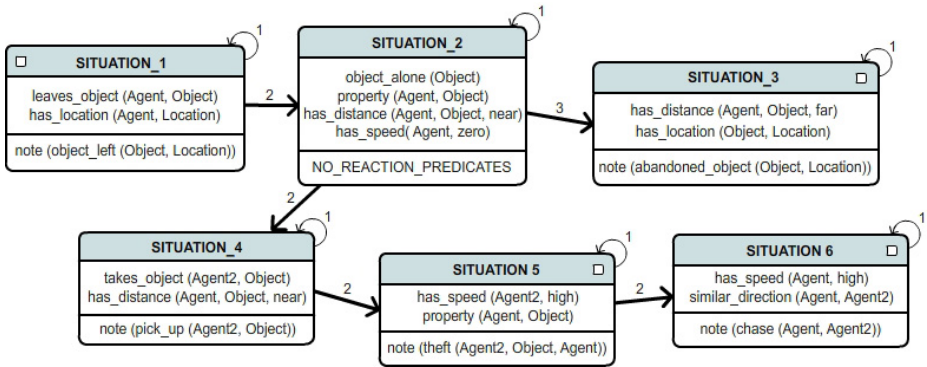 SITUATION_1
leaves_object (Agent, Object)
has_location (Agent, Location)
note (object_left (Object, Location))
1
2
SITUATION_2
object_alone (Object)
property (Agent, Object)
has_distance (Agent, Object, near)
has_speed( Agent, zero)
NO_REACTION_PREDICATES
1
3
SITUATION_3
has_distance (Agent, Object, far)
has_location (Object, Location)
note (abandoned_object (Object, Location))
1
2
SITUATION_4
takes_object (Agent2, Object)
has_distance (Agent, Object, near)
note (pick_up (Agent2, Object))
1
2
SITUATION 5
has_speed (Agent2, high)
property (Agent, Object)
note (theft (Agent2, Object, Agent))
1
2
SITUATION 6
has_speed (Agent, high)
similar_direction (Agent, Agent2)
note (chase (Agent, Agent2))
1